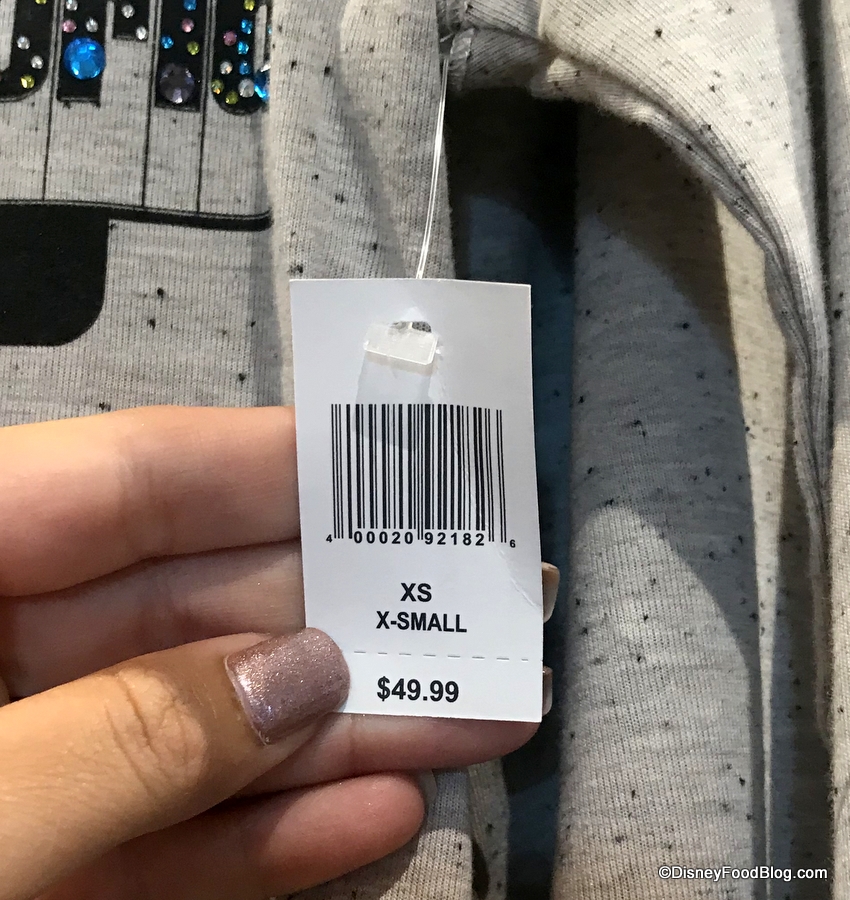 4 00020 92182 6
XS
X-SMALL
$49.99
©DisneyFoodBlog.com